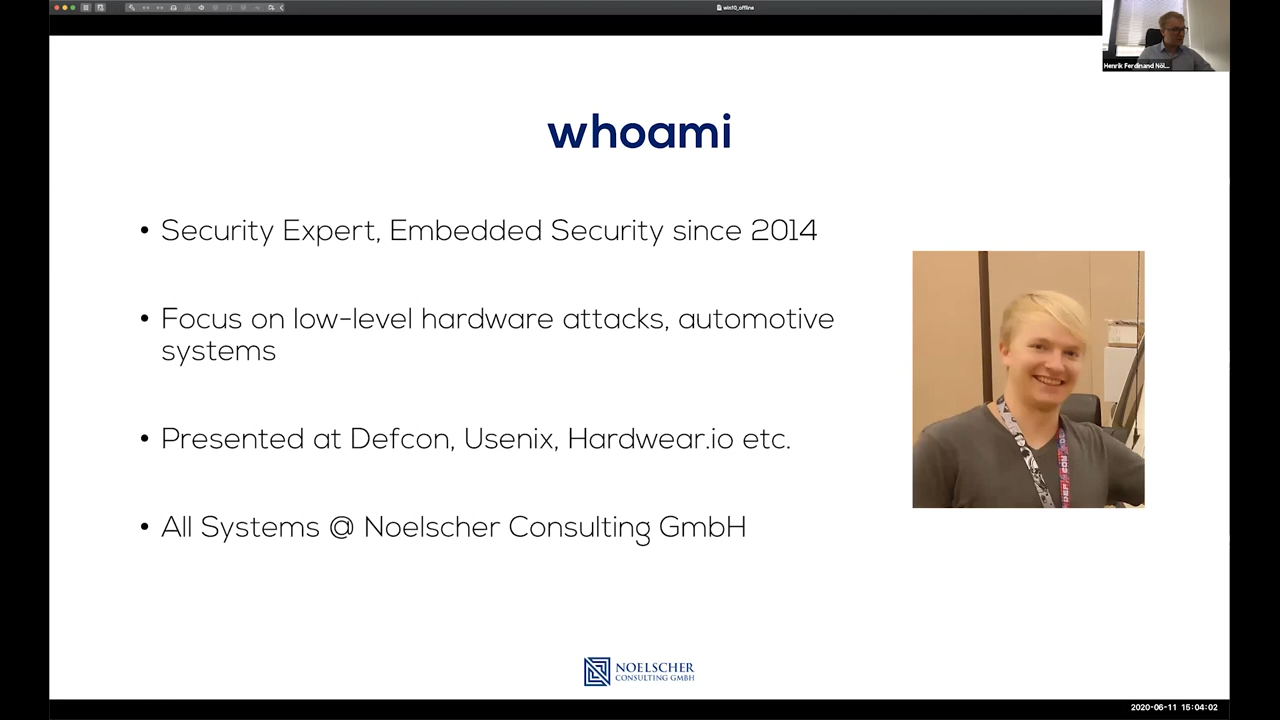 win10_offline
Henrik Ferdinand Nöl...
whoami
• Security Expert, Embedded Security since 2014
• Focus on low-level hardware attacks, automotive
systems
• Presented at Defcon, Usenix, Hardwear.io etc.
• All Systems @ Noelscher Consulting GmbH
NOELSCHER
CONSULTING GMBH
2020-06-11 15:04:02